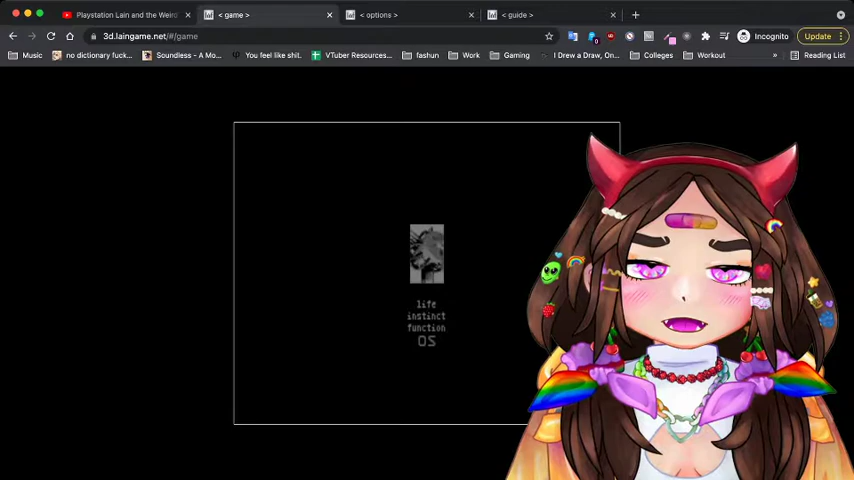 Playstation Lain and the Weird
< game >
< options >
< guide >
3d.laingame.net/#/game
Incognito
Update
Music
no dictionary fuck...
Soundless - A Mo...
You feel like shit.
VTuber Resources...
fashun
Work
Gaming
I Drew a Draw, On...
Colleges
Workout
»
Reading List
life
instinct
function
OS